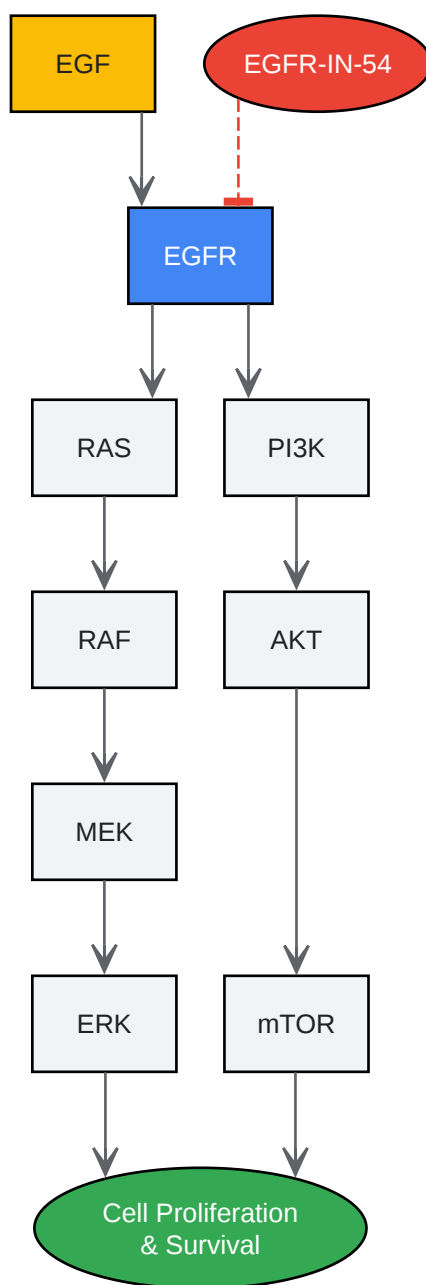 EGF
EGFR-IN-54
EGFR
RAS
PI3K
RAF
AKT
MEK
ERK
mTOR
Cell Proliferation
& Survival